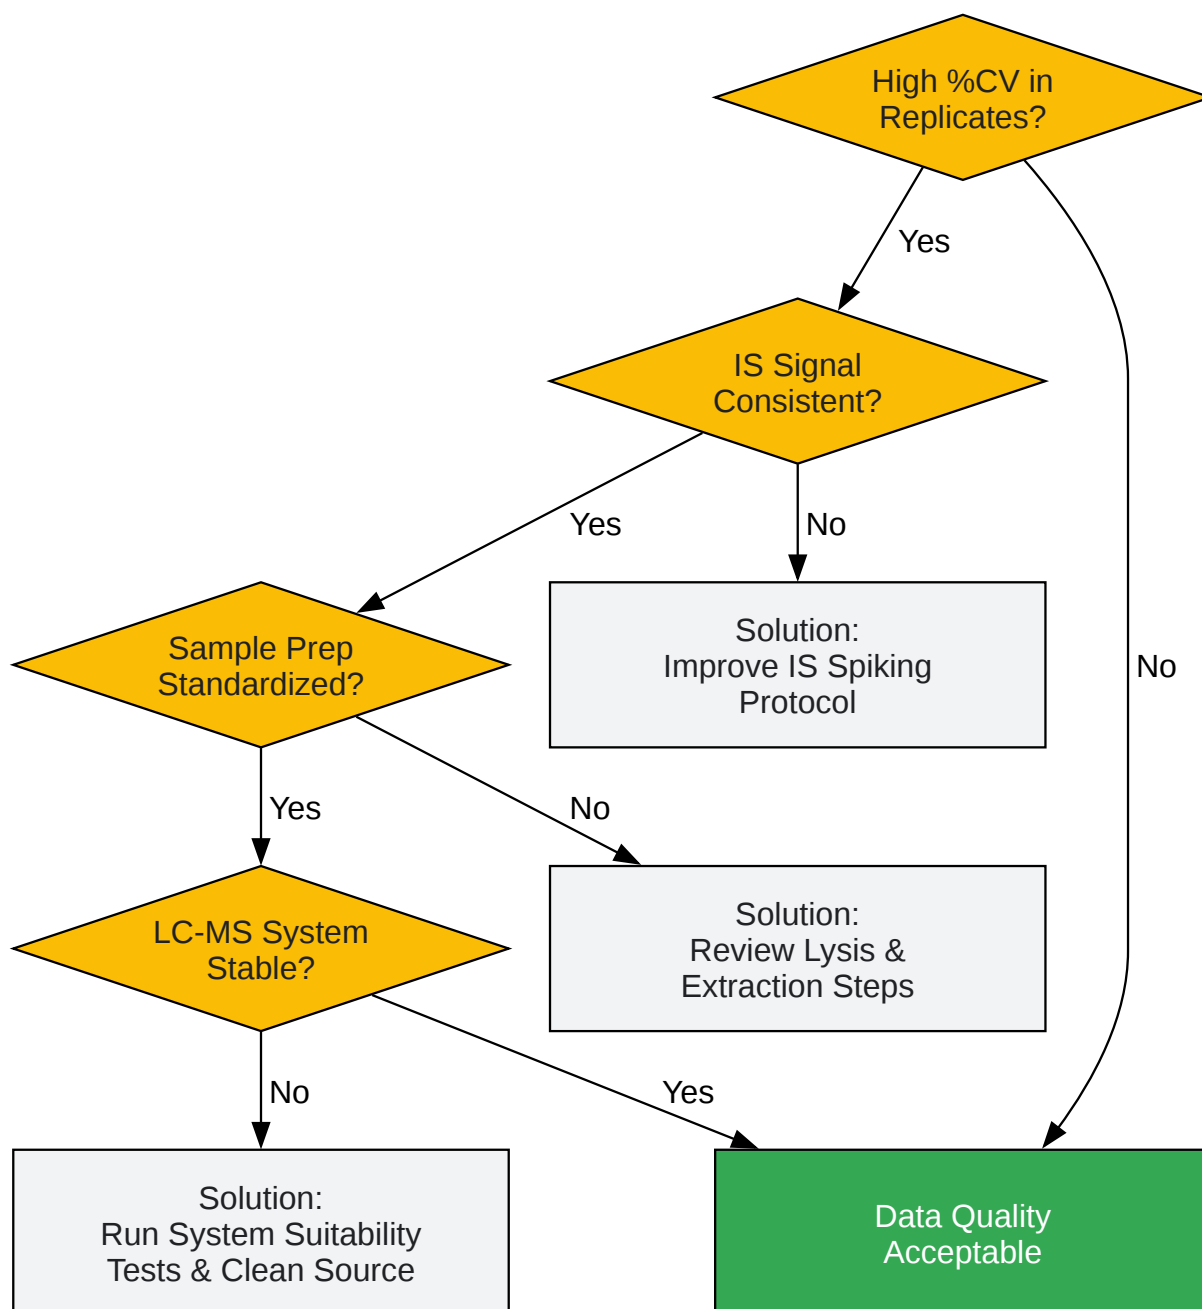 High %CV in
Replicates?
Yes
IS Signal
Consistent?
Yes
No
Solution:
Improve IS Spiking
Protocol
Sample Prep
Standardized?
No
Yes
No
Solution:
Review Lysis &
Extraction Steps
LC-MS System
Stable?
No
Yes
Solution:
Run System Suitability
Tests & Clean Source
Data Quality
Acceptable